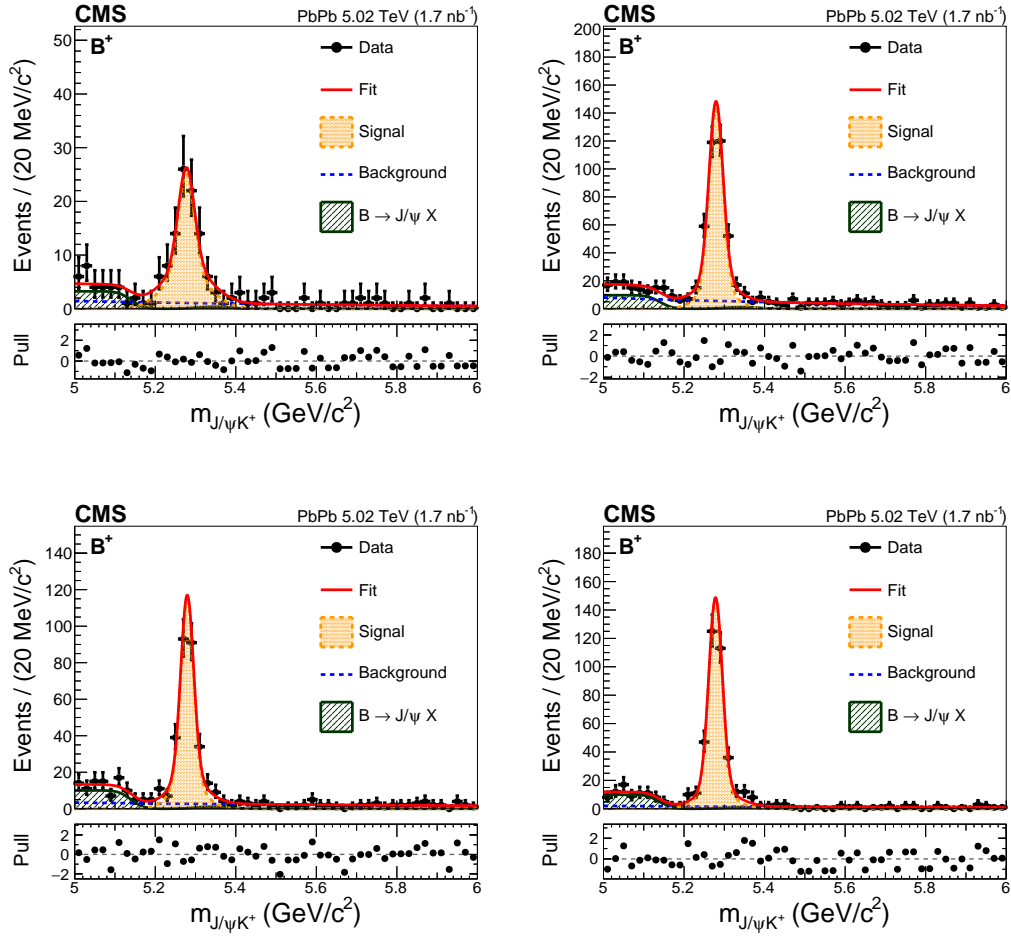 CMS PbPb 5.02 TeV (1.7 nb⁻¹)
B⁺
Data
Fit
Signal
Background
B → J/ψ X
Events / (20 MeV/c²)
50
40
30
20
10
0
Pull
2
0
5 5.2 5.4 5.6 5.8 6
m_{J/ψK⁺} (GeV/c²)
CMS PbPb 5.02 TeV (1.7 nb⁻¹)
B⁺
Data
Fit
Signal
Background
B → J/ψ X
Events / (20 MeV/c²)
200
180
160
140
120
100
80
60
40
20
0
Pull
2
0
−2
5 5.2 5.4 5.6 5.8 6
m_{J/ψK⁺} (GeV/c²)
CMS PbPb 5.02 TeV (1.7 nb⁻¹)
B⁺
Data
Fit
Signal
Background
B → J/ψ X
Events / (20 MeV/c²)
140
120
100
80
60
40
20
0
Pull
2
0
−2
5 5.2 5.4 5.6 5.8 6
m_{J/ψK⁺} (GeV/c²)
CMS PbPb 5.02 TeV (1.7 nb⁻¹)
B⁺
Data
Fit
Signal
Background
B → J/ψ X
Events / (20 MeV/c²)
180
160
140
120
100
80
60
40
20
0
Pull
2
0
5 5.2 5.4 5.6 5.8 6
m_{J/ψK⁺} (GeV/c²)